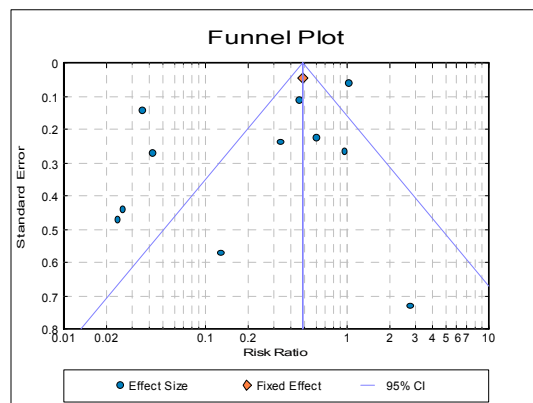 Funnel Plot
Standard Error
0
0.1
0.2
0.3
0.4
0.5
0.6
0.7
0.8
0.01 0.02 0.1 0.2 1 2 3 4 5 6 7 10
Risk Ratio
Effect Size Fixed Effect 95% CI